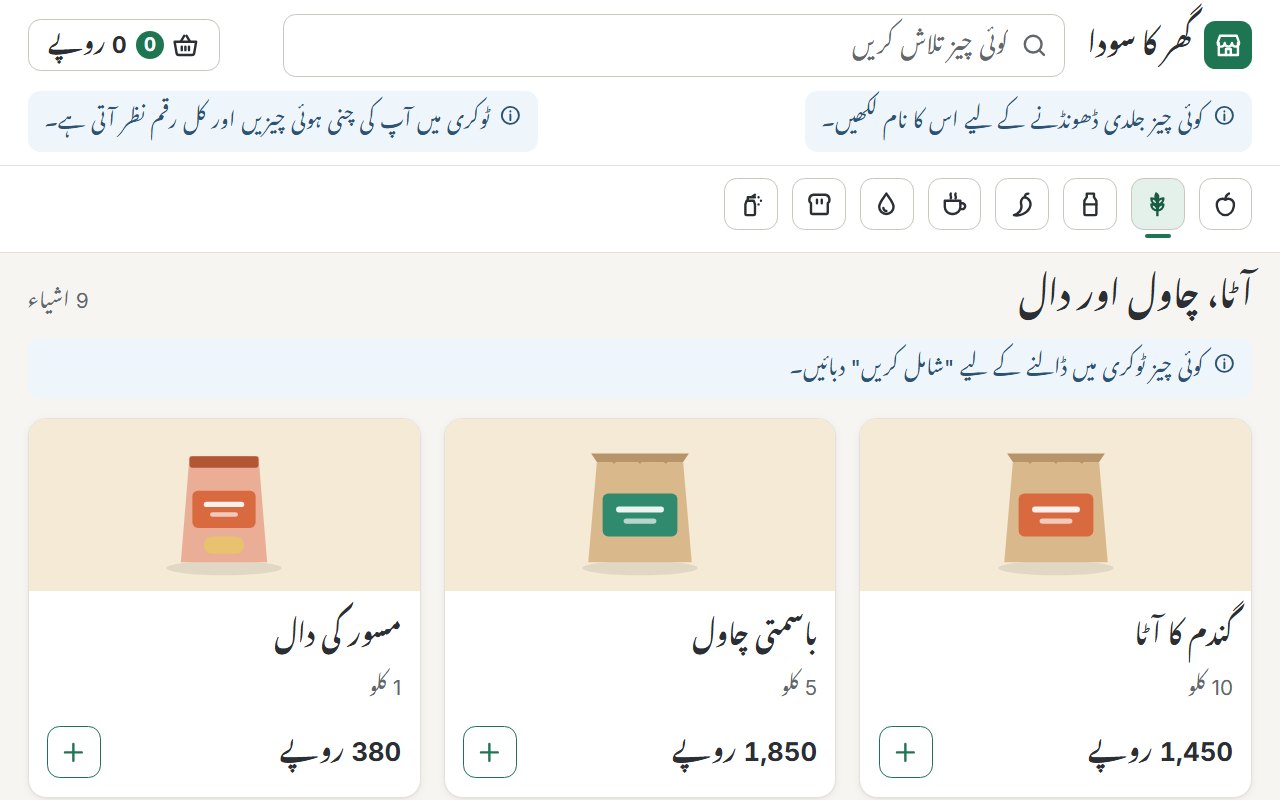 گھر کا سودا
کوئی چیز تلاش کریں
0
0 روپے
کوئی چیز جلدی ڈھونڈنے کے لیے اس کا نام لکھیں۔
ٹوکری میں آپ کی چنی ہوئی چیزیں اور کل رقم نظر آتی ہے۔
آٹا، چاول اور دال
9 اشیاء
کوئی چیز ٹوکری میں ڈالنے کے لیے "شامل کریں" دبائیں۔
گندم کا آٹا
10 کلو
1,450 روپے
باسمتی چاول
5 کلو
1,850 روپے
مسور کی دال
1 کلو
380 روپے